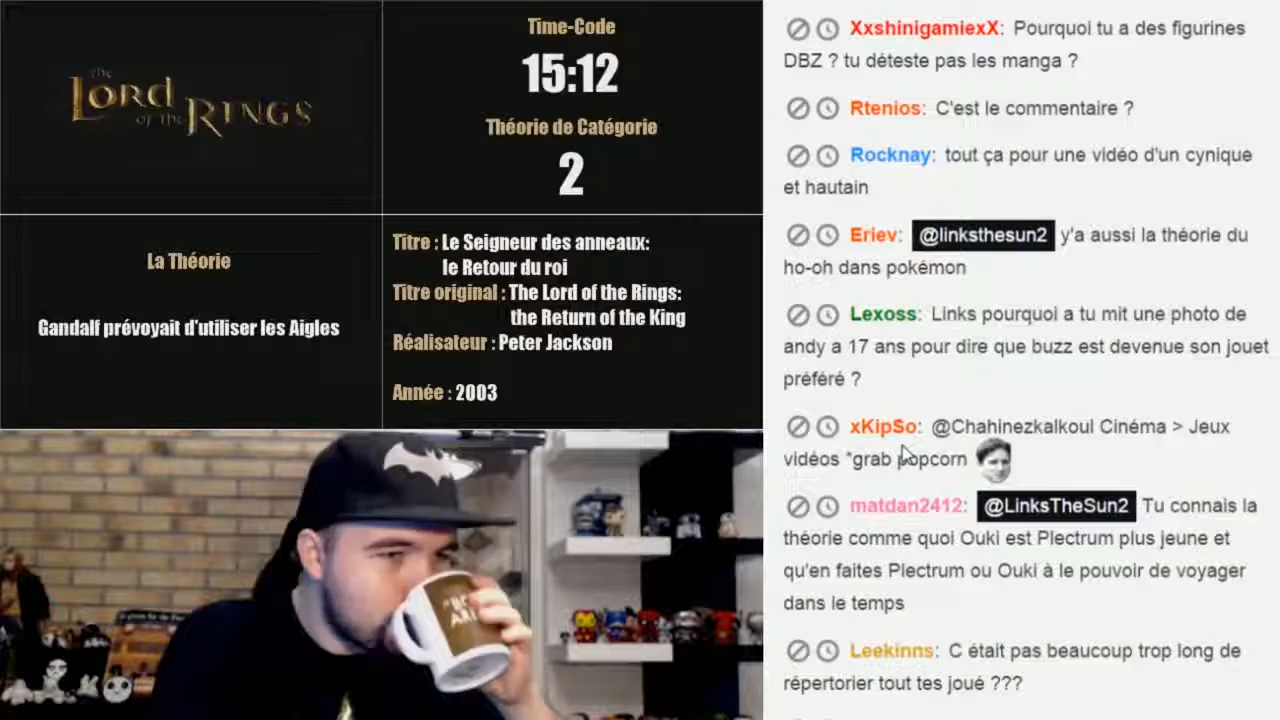 The
LORD
of the RINGS
Time-Code
15:12
Théorie de Catégorie
2
La Théorie
Gandalf prévoyait d'utiliser les Aigles
Titre : Le Seigneur des anneaux:
le Retour du roi
Titre original : The Lord of the Rings:
the Return of the King
Réalisateur : Peter Jackson
Année : 2003
XxshinigamiexX: Pourquoi tu a des figurines
DBZ ? tu déteste pas les manga ?
Rtenios: C'est le commentaire ?
Rocknay: tout ça pour une vidéo d'un cynique
et hautain
Eriev: @linksthesun2 y'a aussi la théorie du
ho-oh dans pokémon
Lexoss: Links pourquoi a tu mit une photo de
andy a 17 ans pour dire que buzz est devenue son jouet
préféré ?
xKipSo: @Chahinezkalkoul Cinéma > Jeux
vidéos *grab popcorn
matdan2412: @LinksTheSun2 Tu connais la
théorie comme quoi Ouki est Plectrum plus jeune et
qu'en faites Plectrum ou Ouki à le pouvoir de voyager
dans le temps
Leekinns: C était pas beaucoup trop long de
répertorier tout tes joué ???